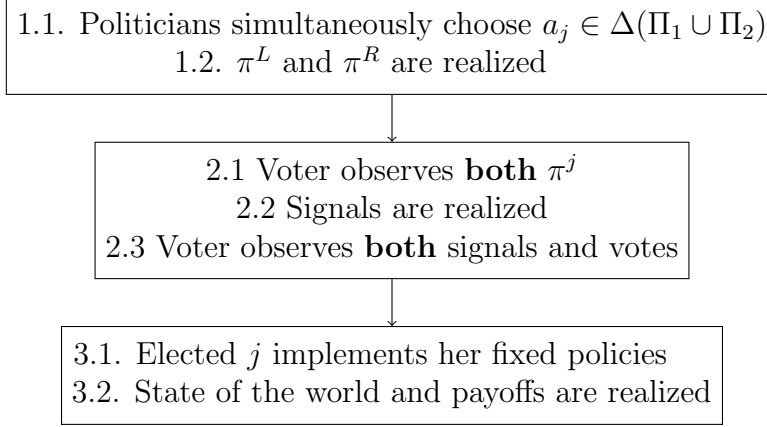 1.1. Politicians simultaneously choose $a_j \in \Delta(\Pi_1 \cup \Pi_2)$
1.2. $\pi^L$ and $\pi^R$ are realized
2.1 Voter observes both $\pi^j$
2.2 Signals are realized
2.3 Voter observes both signals and votes
3.1. Elected $j$ implements her fixed policies
3.2. State of the world and payoffs are realized